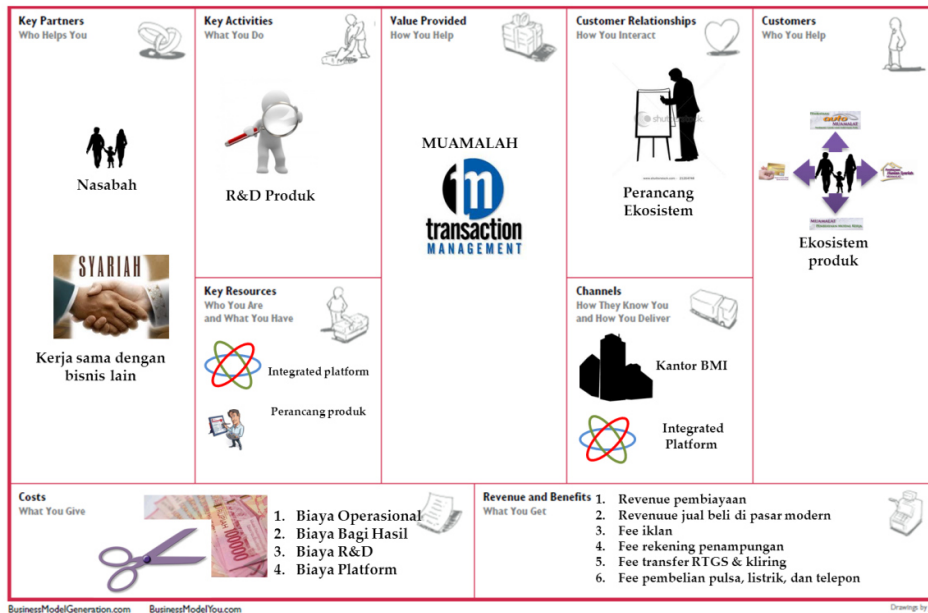 Key Partners
Who Helps You
Nasabah
SYARIAH
Kerja sama dengan
bisnis lain
Key Activities
What You Do
R&D Produk
Key Resources
Who You Are
and What You Have
Integrated platform
Perancang produk
Value Provided
How You Help
MUAMALAH
transaction
MANAGEMENT
Customer Relationships
How You Interact
Perancang
Ekosistem
Channels
How They Know You
and How You Deliver
Kantor BMI
Integrated
Platform
Customers
Who You Help
auto
MUAMALAT
MUAMALAT
Ekosistem
produk
Costs
What You Give
100000
1. Biaya Operasional
2. Biaya Bagi Hasil
3. Biaya R&D
4. Biaya Platform
Revenue and Benefits
What You Get
1. Revenue pembiayaan
2. Revenuue jual beli di pasar modern
3. Fee iklan
4. Fee rekening penampungan
5. Fee transfer RTGS & kliring
6. Fee pembelian pulsa, listrik, dan telepon
BusinessModelGeneration.com BusinessModelYou.com
Drawings by